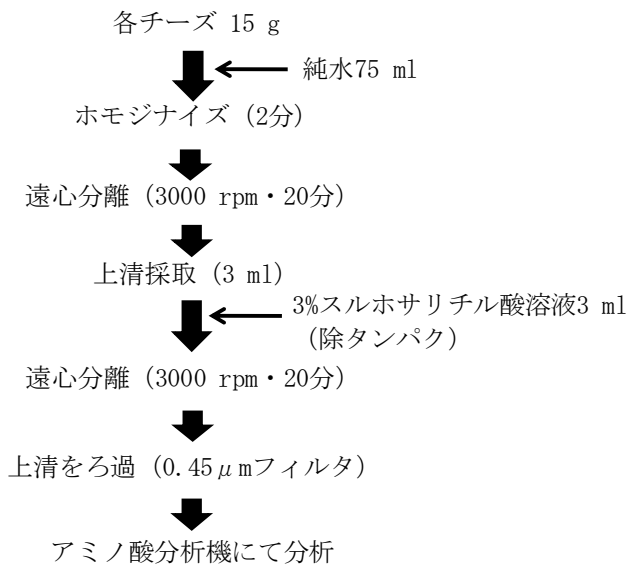 各チーズ 15 g
純水75 ml
ホモジナイズ (2分)
遠心分離 (3000 rpm・20分)
上清採取 (3 ml)
3%スルホサリチル酸溶液3 ml
(除タンパク)
遠心分離 (3000 rpm・20分)
上清をろ過 (0.45μmフィルタ)
アミノ酸分析機にて分析